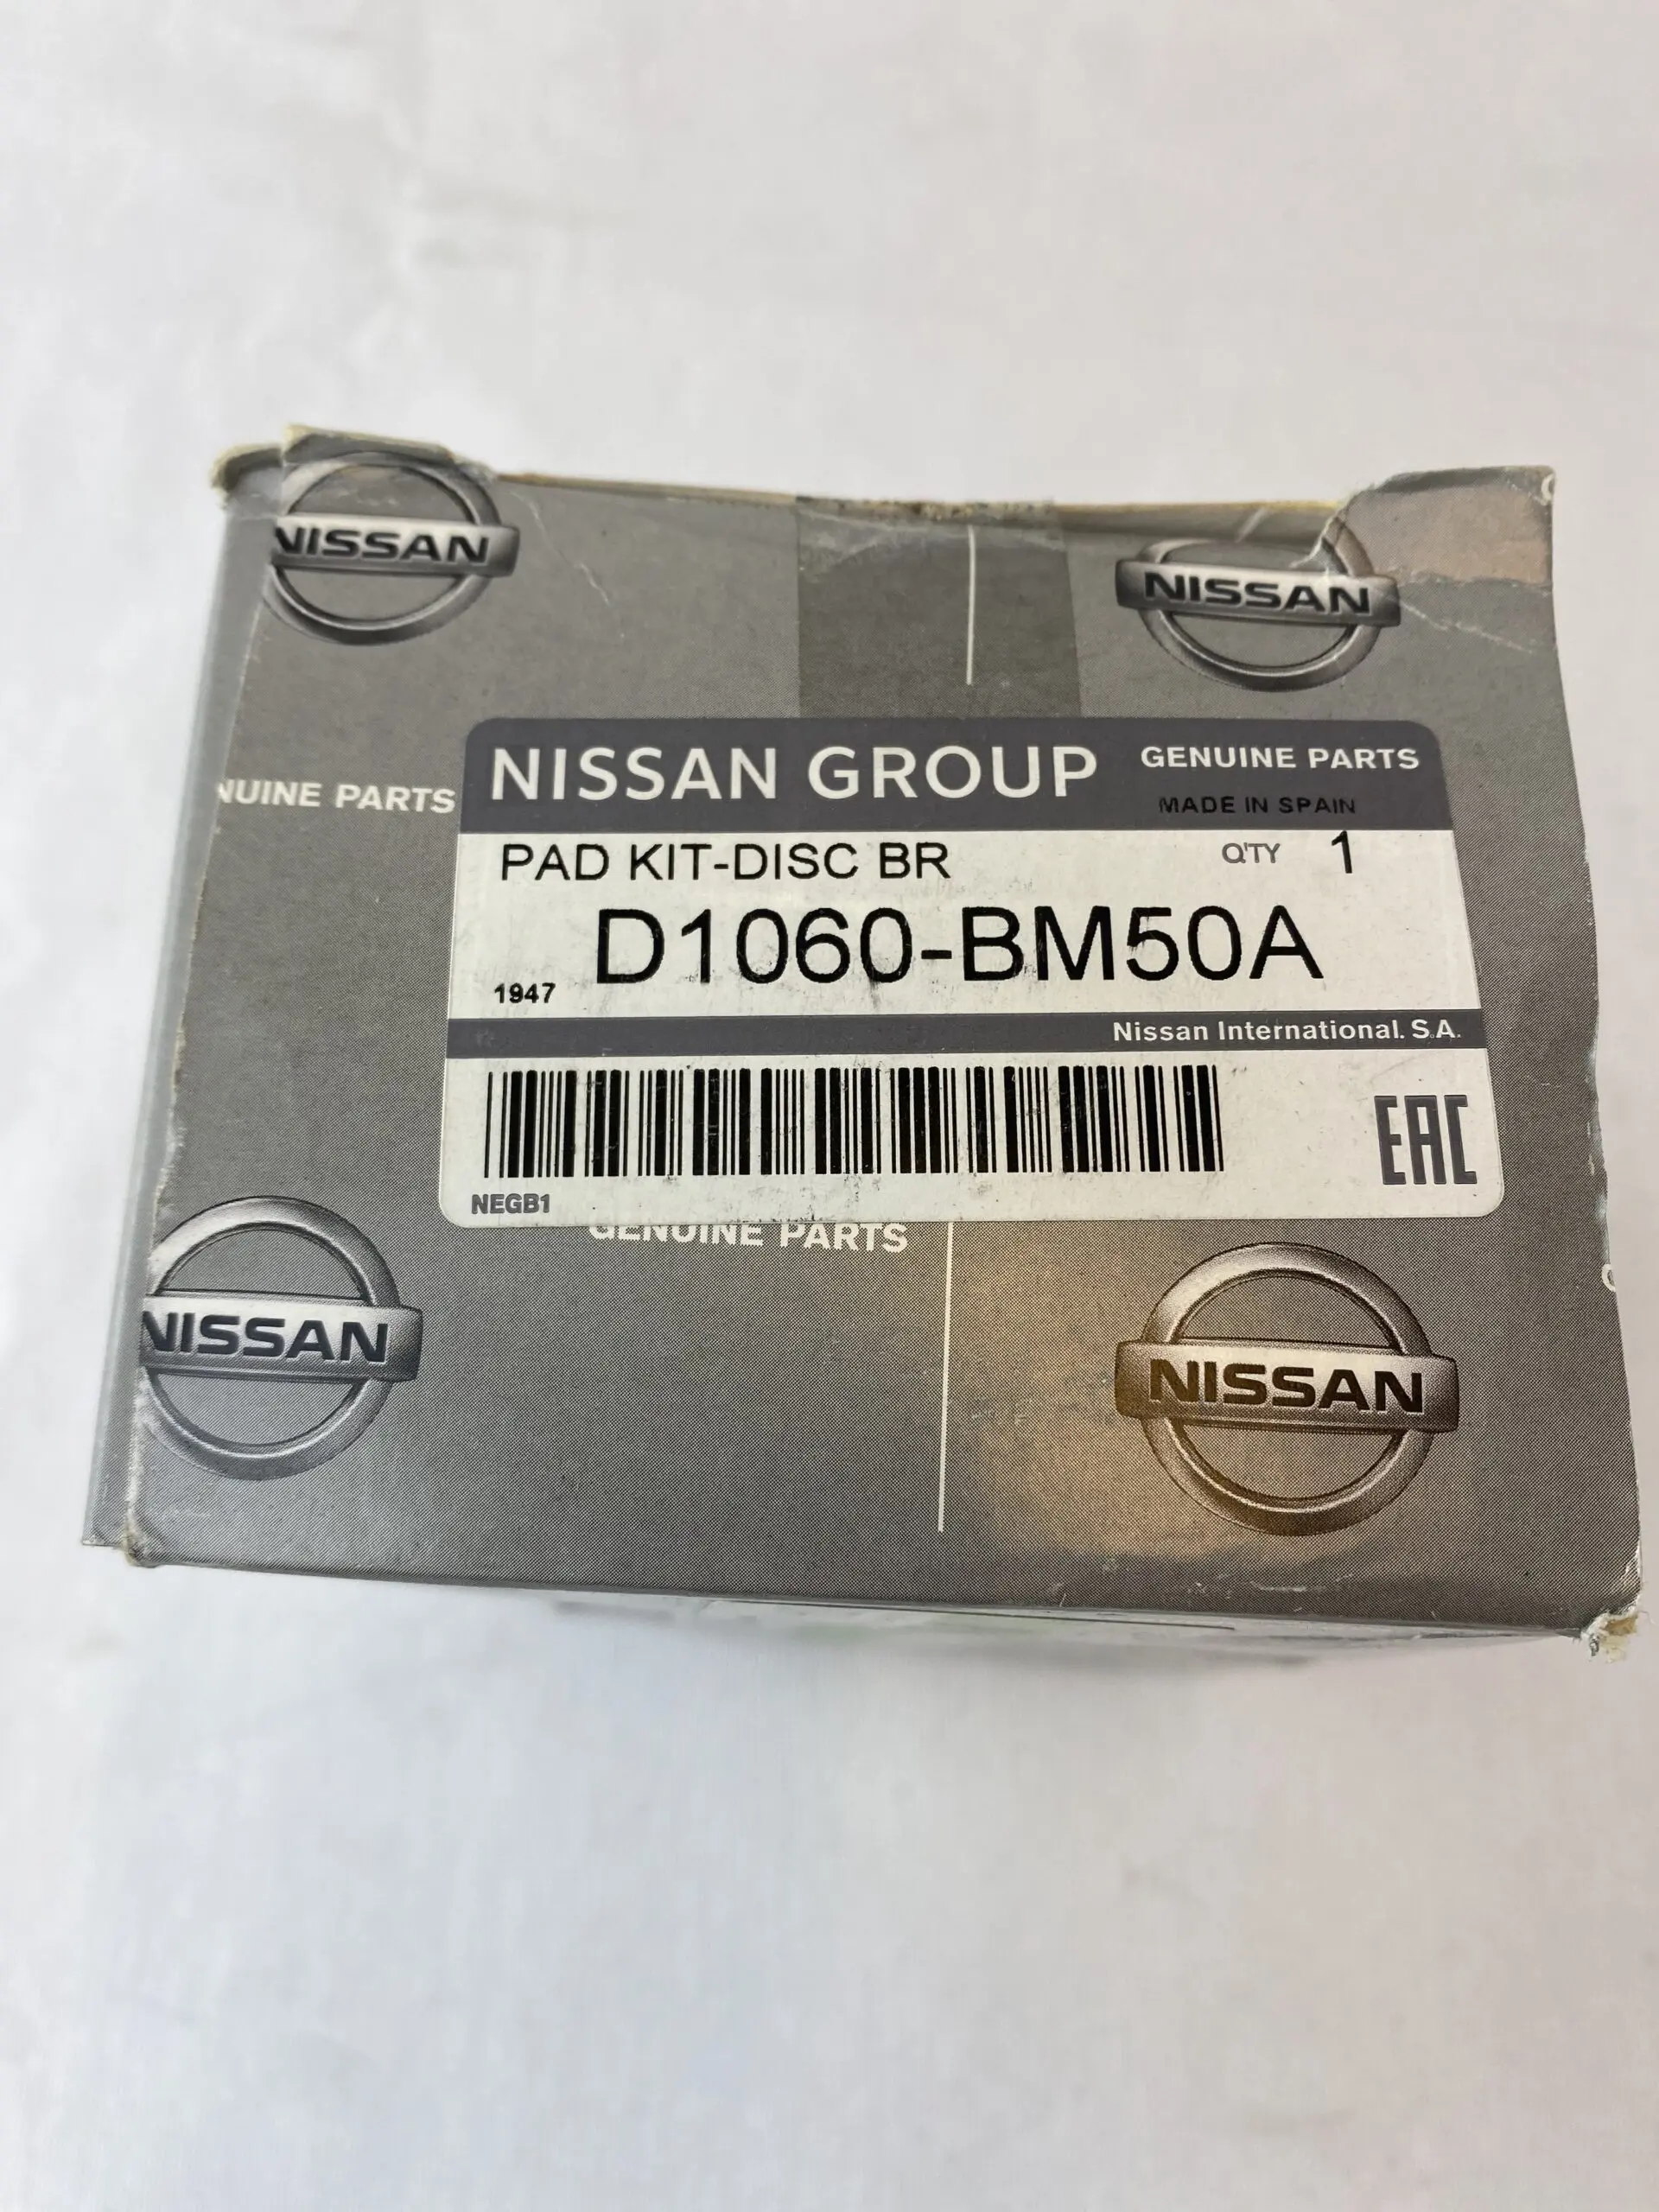 NISSAN
NISSAN
NISSAN GROUP
GENUINE PARTS
MADE IN SPAIN
NUINE PARTS
PAD KIT-DISC BR
Q'TY 1
D1060-BM50A
1947
Nissan International. S.A.
EAC
NEGB1
GENUINE PARTS
NISSAN
NISSAN